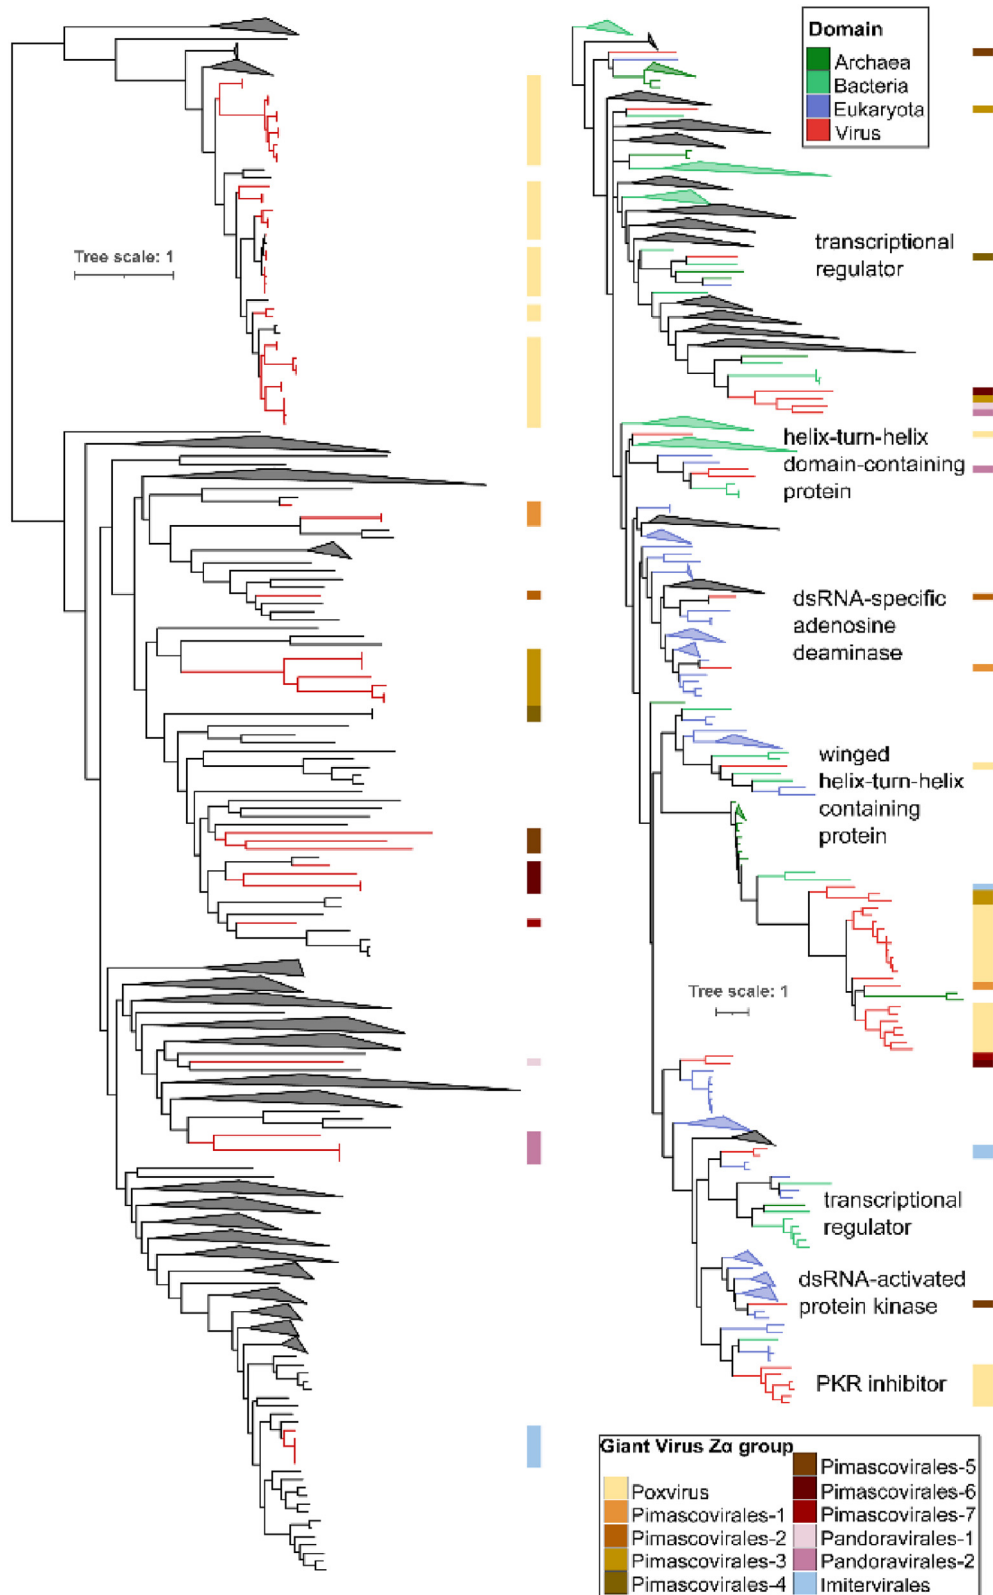 Domain
Archaea
Bacteria
Eukaryota
Virus
Tree scale: 1
transcriptional
regulator
helix-turn-helix
domain-containing
protein
dsRNA-specific
adenosine
deaminase
winged
helix-turn-helix
containing
protein
Tree scale: 1
transcriptional
regulator
dsRNA-activated
protein kinase
PKR inhibitor
Giant Virus Zα group
Poxvirus
Pimascovirales-1
Pimascovirales-2
Pimascovirales-3
Pimascovirales-4
Pimascovirales-5
Pimascovirales-6
Pimascovirales-7
Pandoravirales-1
Pandoravirales-2
Imitervirales